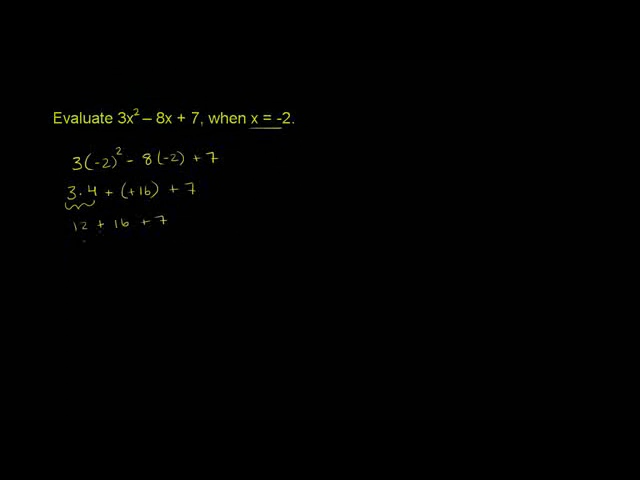 Evaluate 3x² – 8x + 7, when x = -2.
3(-2)² - 8(-2) + 7
3·4 + (+16) + 7
12 + 16 + 7